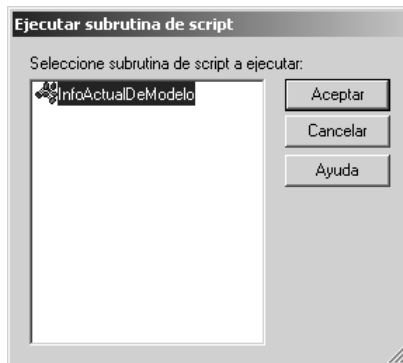 Ejecutar subrutina de script
Seleccione subrutina de script a ejecutar:
InfoActualDeModelo
Aceptar
Cancelar
Ayuda